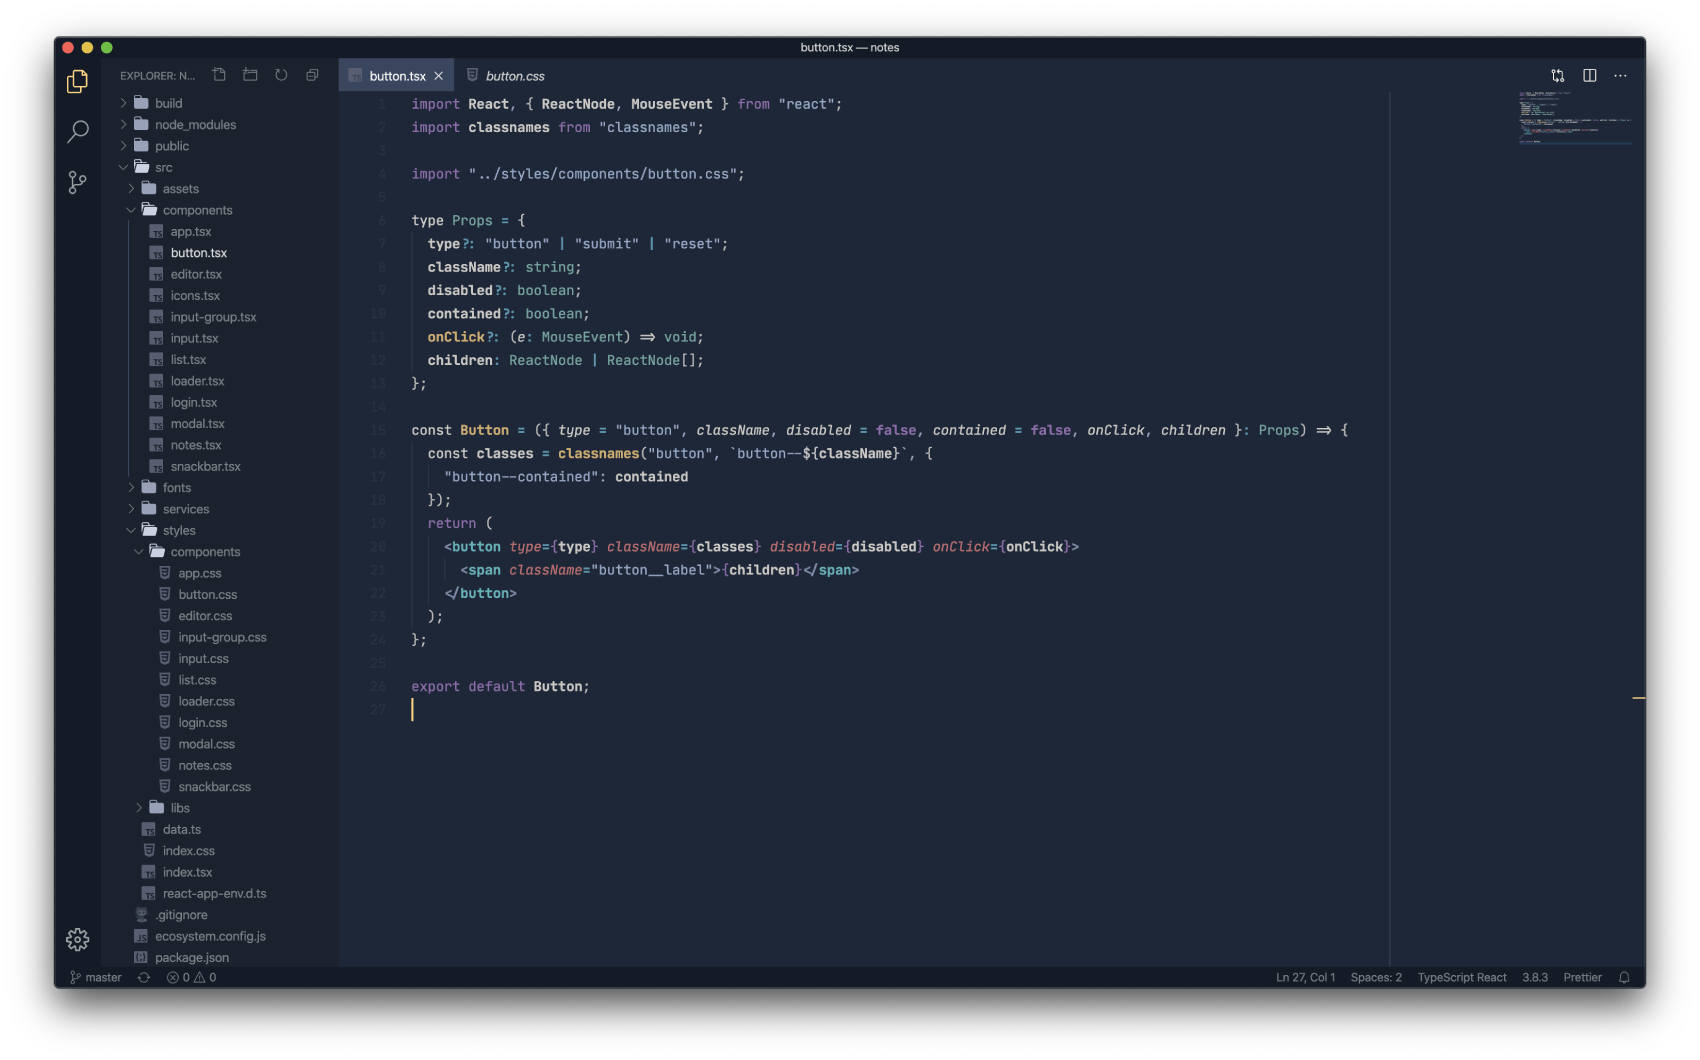 button.tsx — notes
EXPLORER: N...
build
node_modules
public
src
assets
components
app.tsx
button.tsx
editor.tsx
icons.tsx
input-group.tsx
input.tsx
list.tsx
loader.tsx
login.tsx
modal.tsx
notes.tsx
snackbar.tsx
fonts
services
styles
components
app.css
button.css
editor.css
input-group.css
input.css
list.css
loader.css
login.css
modal.css
notes.css
snackbar.css
libs
data.ts
index.css
index.tsx
react-app-env.d.ts
.gitignore
ecosystem.config.js
package.json
button.tsx
button.css
1 import React, { ReactNode, MouseEvent } from "react";
2 import classnames from "classnames";
3
4 import "../styles/components/button.css";
5
6 type Props = {
7 type?: "button" | "submit" | "reset";
8 className?: string;
9 disabled?: boolean;
10 contained?: boolean;
11 onClick?: (e: MouseEvent) => void;
12 children: ReactNode | ReactNode[];
13 };
14
15 const Button = ({ type = "button", className, disabled = false, contained = false, onClick, children }: Props) => {
16 const classes = classnames("button", `button--${className}`, {
17 "button--contained": contained
18 });
19 return (
20 <button type={type} className={classes} disabled={disabled} onClick={onClick}>
21 <span className="button__label">{children}</span>
22 </button>
23 );
24 };
25
26 export default Button;
27
master
0
0
Ln 27, Col 1
Spaces: 2
TypeScript React
3.8.3
Prettier